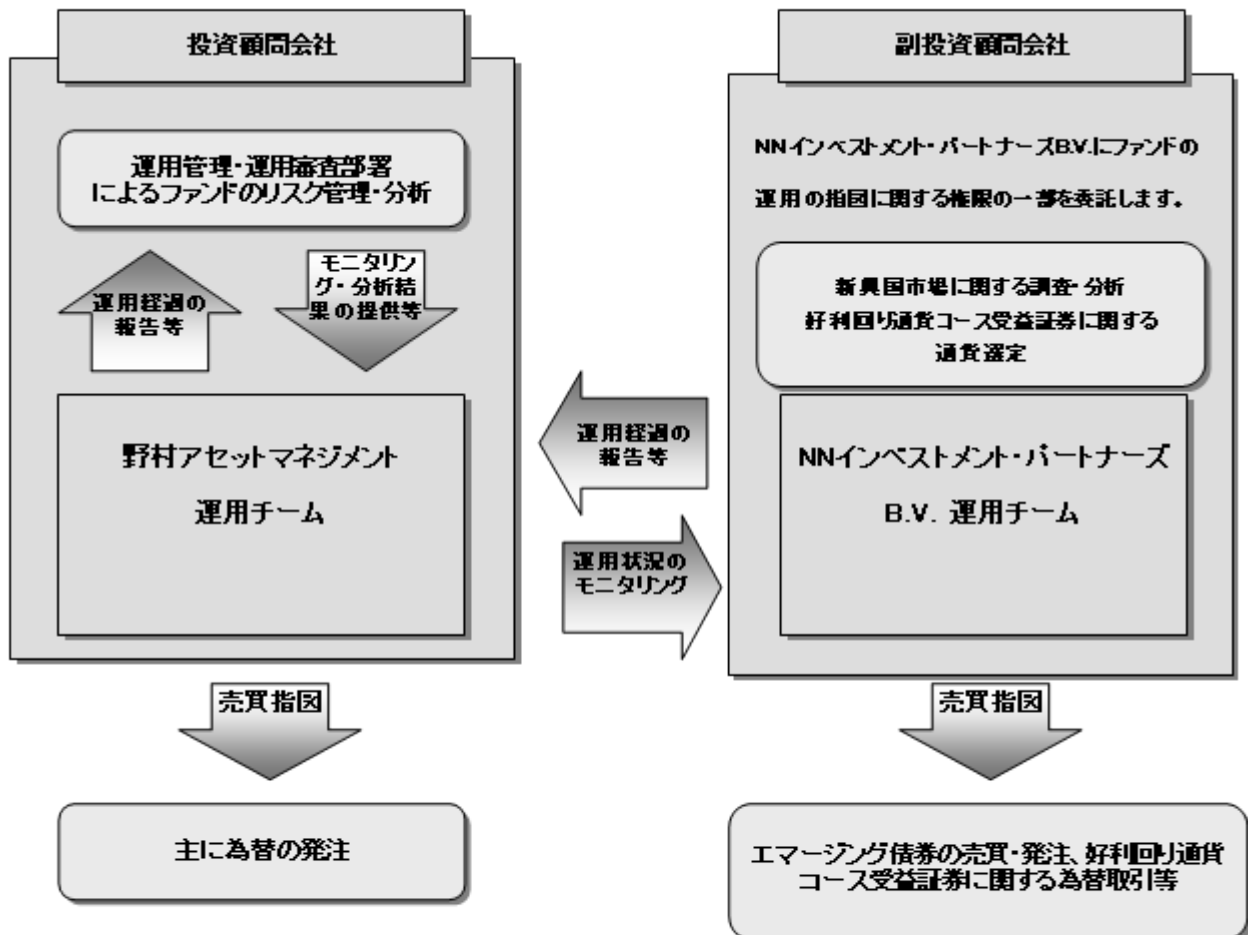 投資顧問会社
運用管理・運用審査部署
によるファンドのリスク管理・分析
運用経過の
報告等
モニタリン
グ・分析結
果の提供等
野村アセットマネジメント
運用チーム
売買指図
主に為替の発注
運用経過の
報告等
運用状況の
モニタリング
副投資顧問会社
NNインベストメント・パートナーズB.V.にファンドの
運用の指図に関する権限の一部を委託します。
新興国市場に関する調査・分析
好利回り通貨コース受益証券に関する
通貨選定
NNインベストメント・パートナーズ
B.V. 運用チーム
売買指図
エマージング債券の売買・発注、好利回り通貨
コース受益証券に関する為替取引等